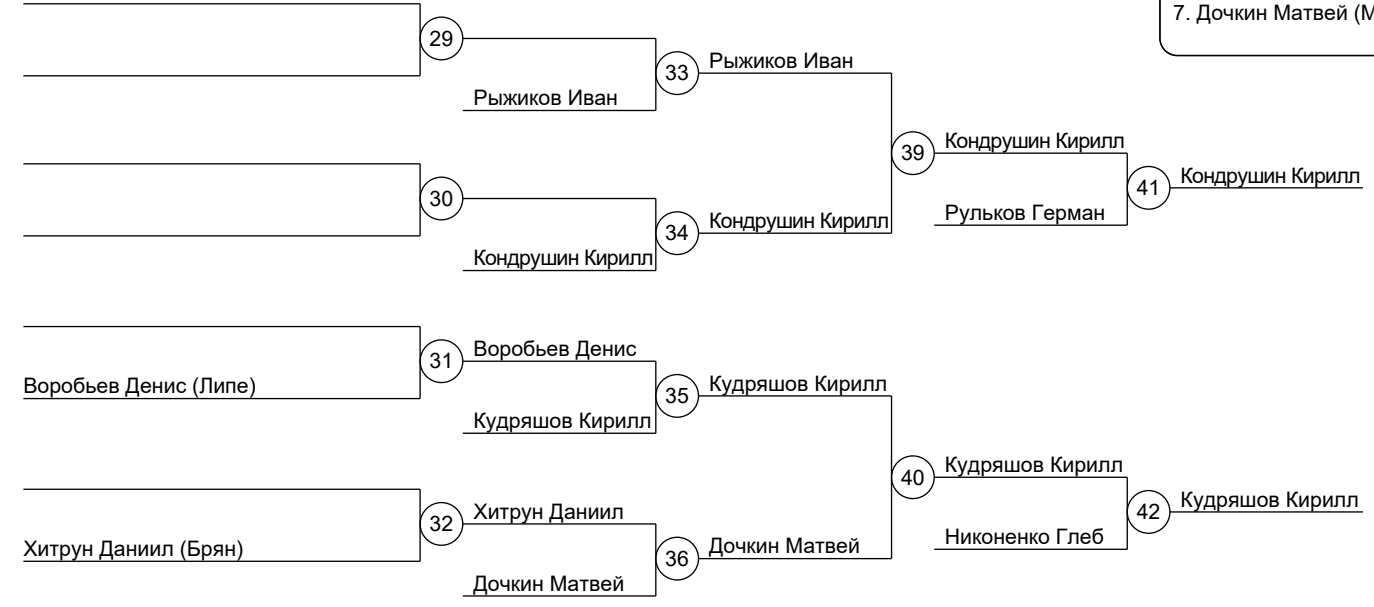 7. Дочкин Матвей (М
29
Рыжиков Иван
33
Рыжиков Иван
30
Кондрушин Кирилл
34
Кондрушин Кирилл
39
Кондрушин Кирилл
Рульков Герман
41
Кондрушин Кирилл
Воробьев Денис (Липе)
31
Воробьев Денис
Кудряшов Кирилл
35
Кудряшов Кирилл
Хитрун Даниил (Брян)
32
Хитрун Даниил
Дочкин Матвей
36
Дочкин Матвей
40
Кудряшов Кирилл
Никоненко Глеб
42
Кудряшов Кирилл